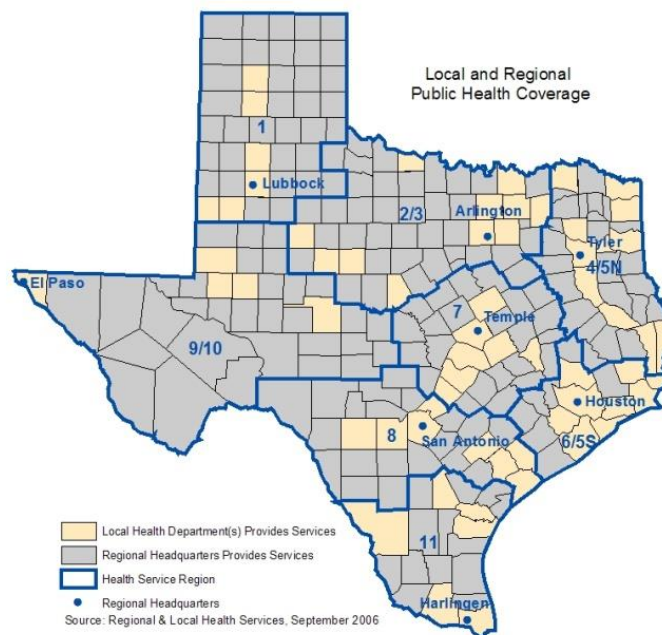 Local and Regional
Public Health Coverage
1
Lubbock
2/3
Arlington
Tyler
4/5N
El Paso
7
Temple
9/10
Houston
8
San Antonio
6/5S
11
Harlingen
Local Health Department(s) Provides Services
Regional Headquarters Provides Services
Health Service Region
Regional Headquarters
Source: Regional & Local Health Services, September 2006